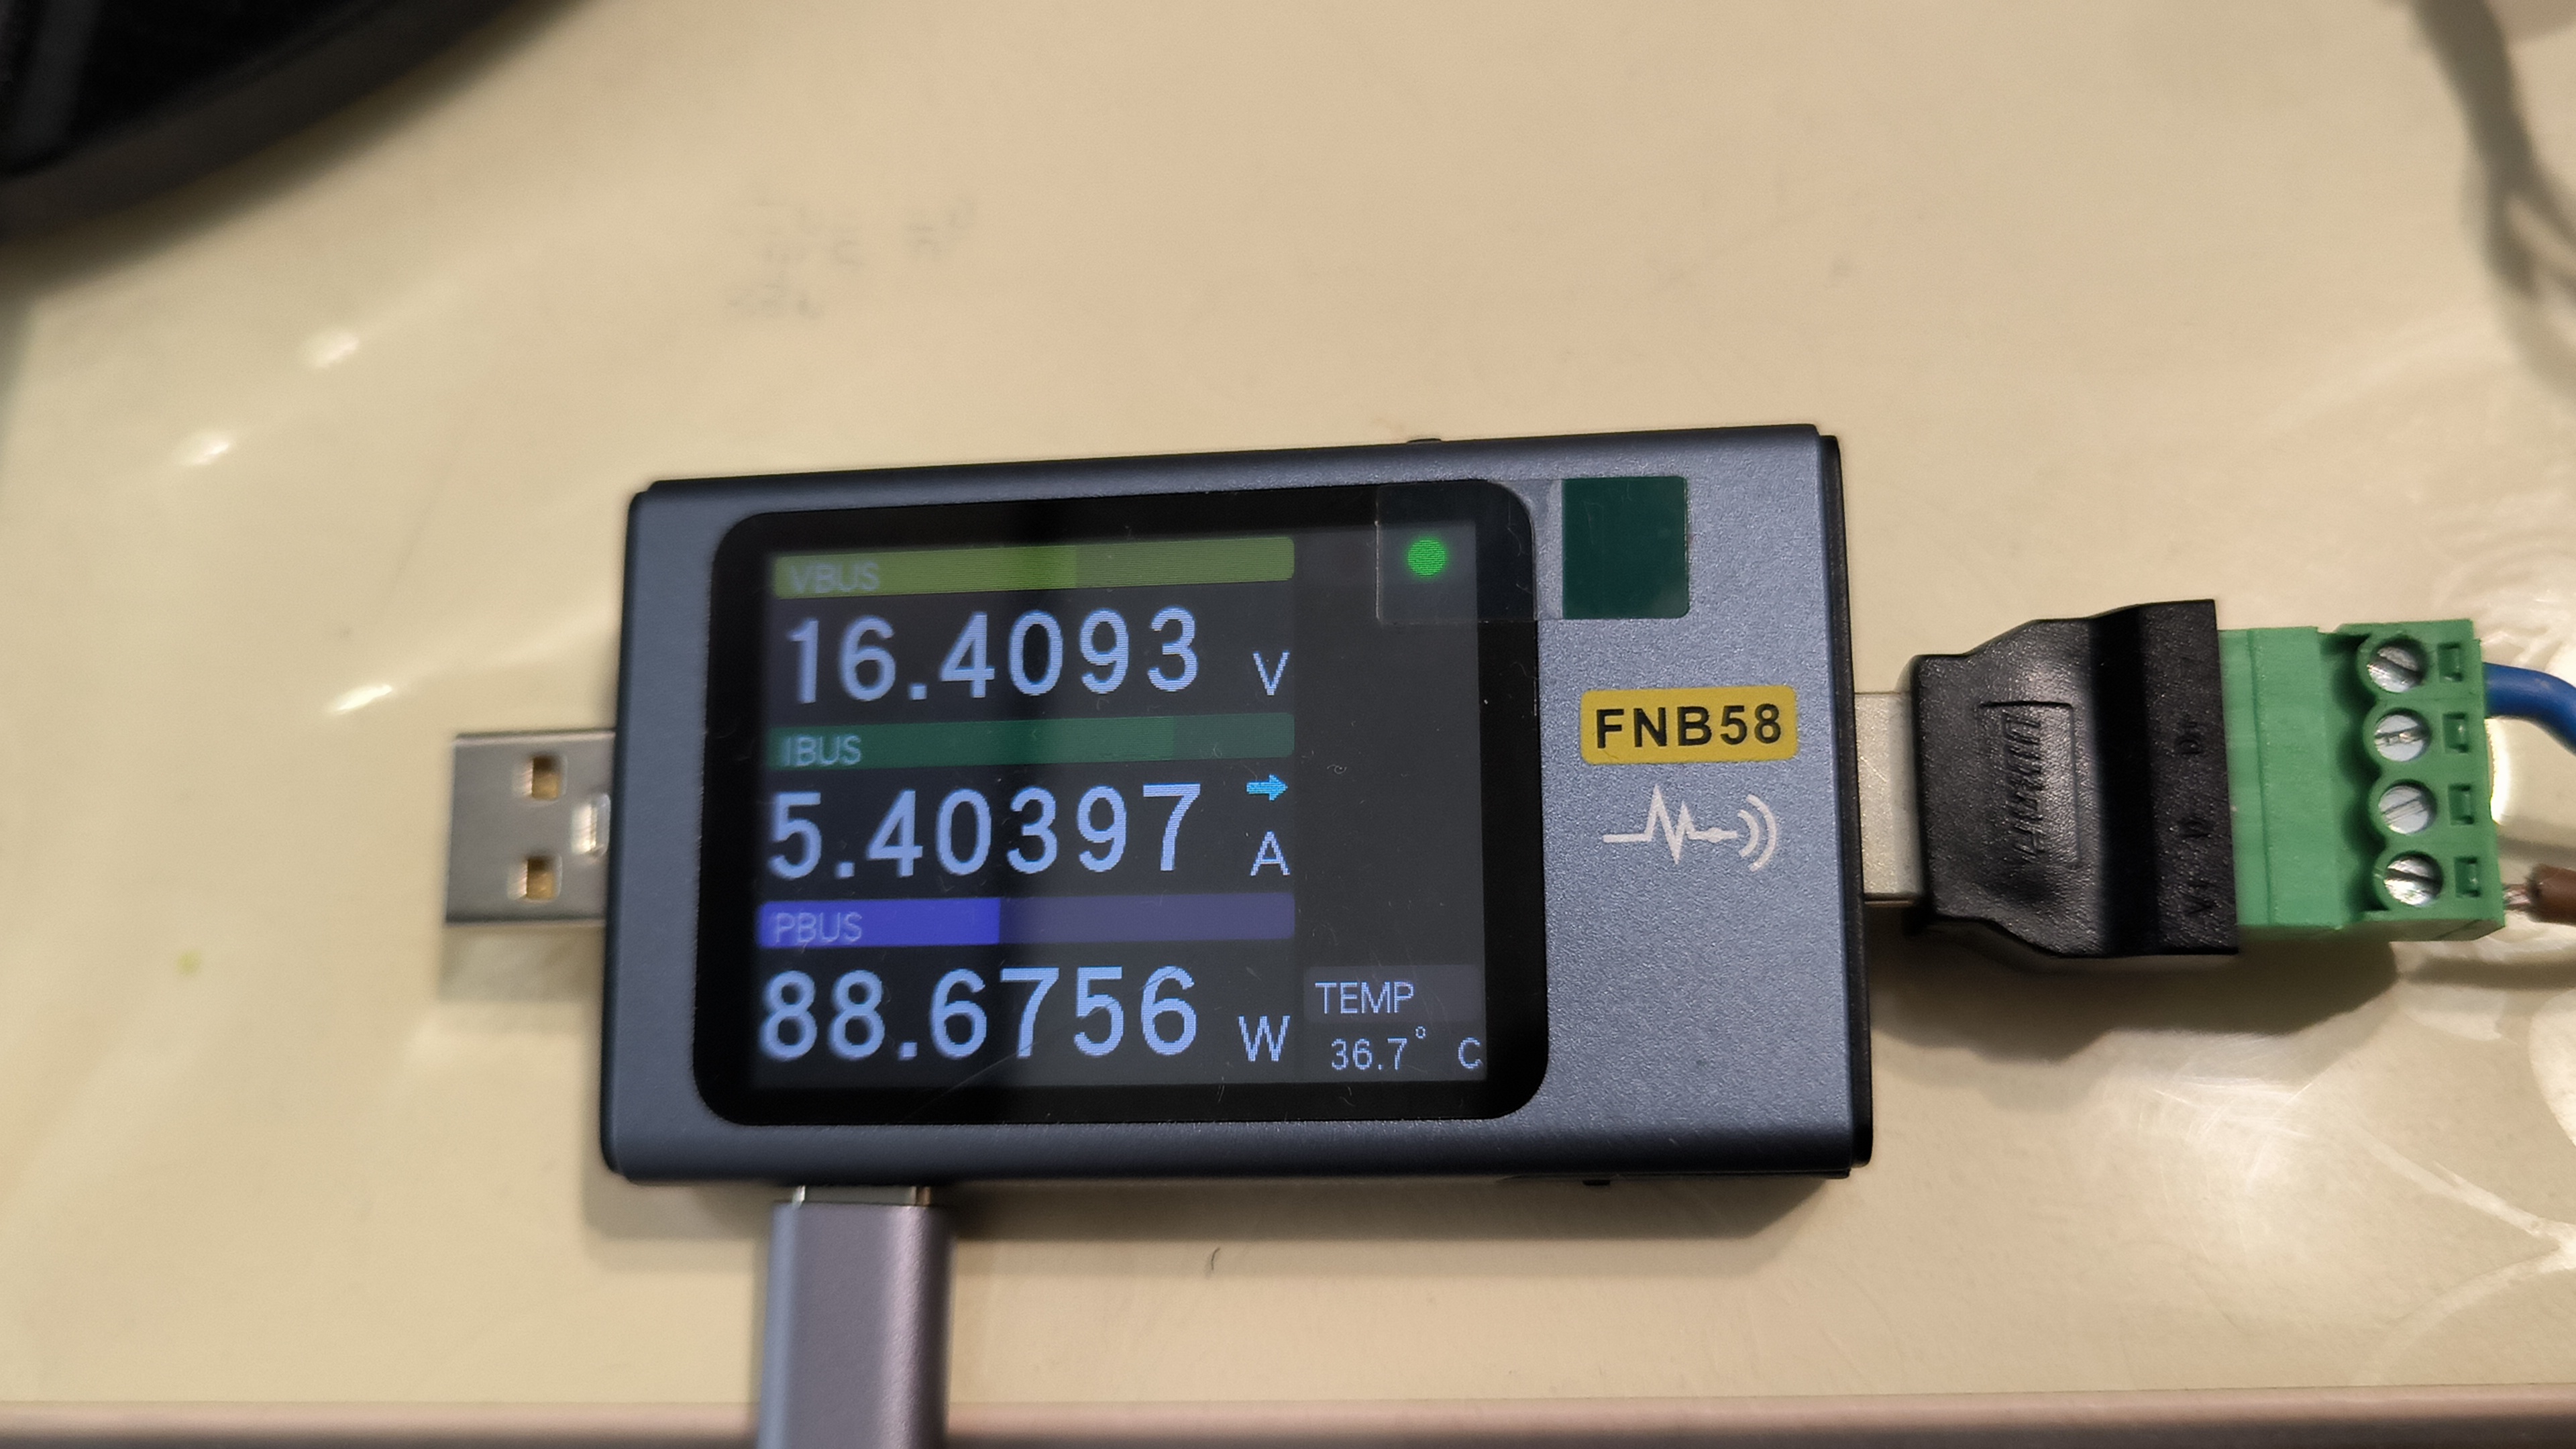 VBUS
16.4093 V
IBUS
5.40397 A
PBUS
88.6756 W
TEMP
36.7° C
FNB58